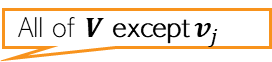 All of 𝑽 except 𝒗ⱼ